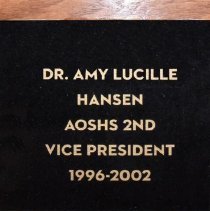 DR. AMY LUCILLE
HANSEN
AOSHS 2ND
VICE PRESIDENT
1996-2002